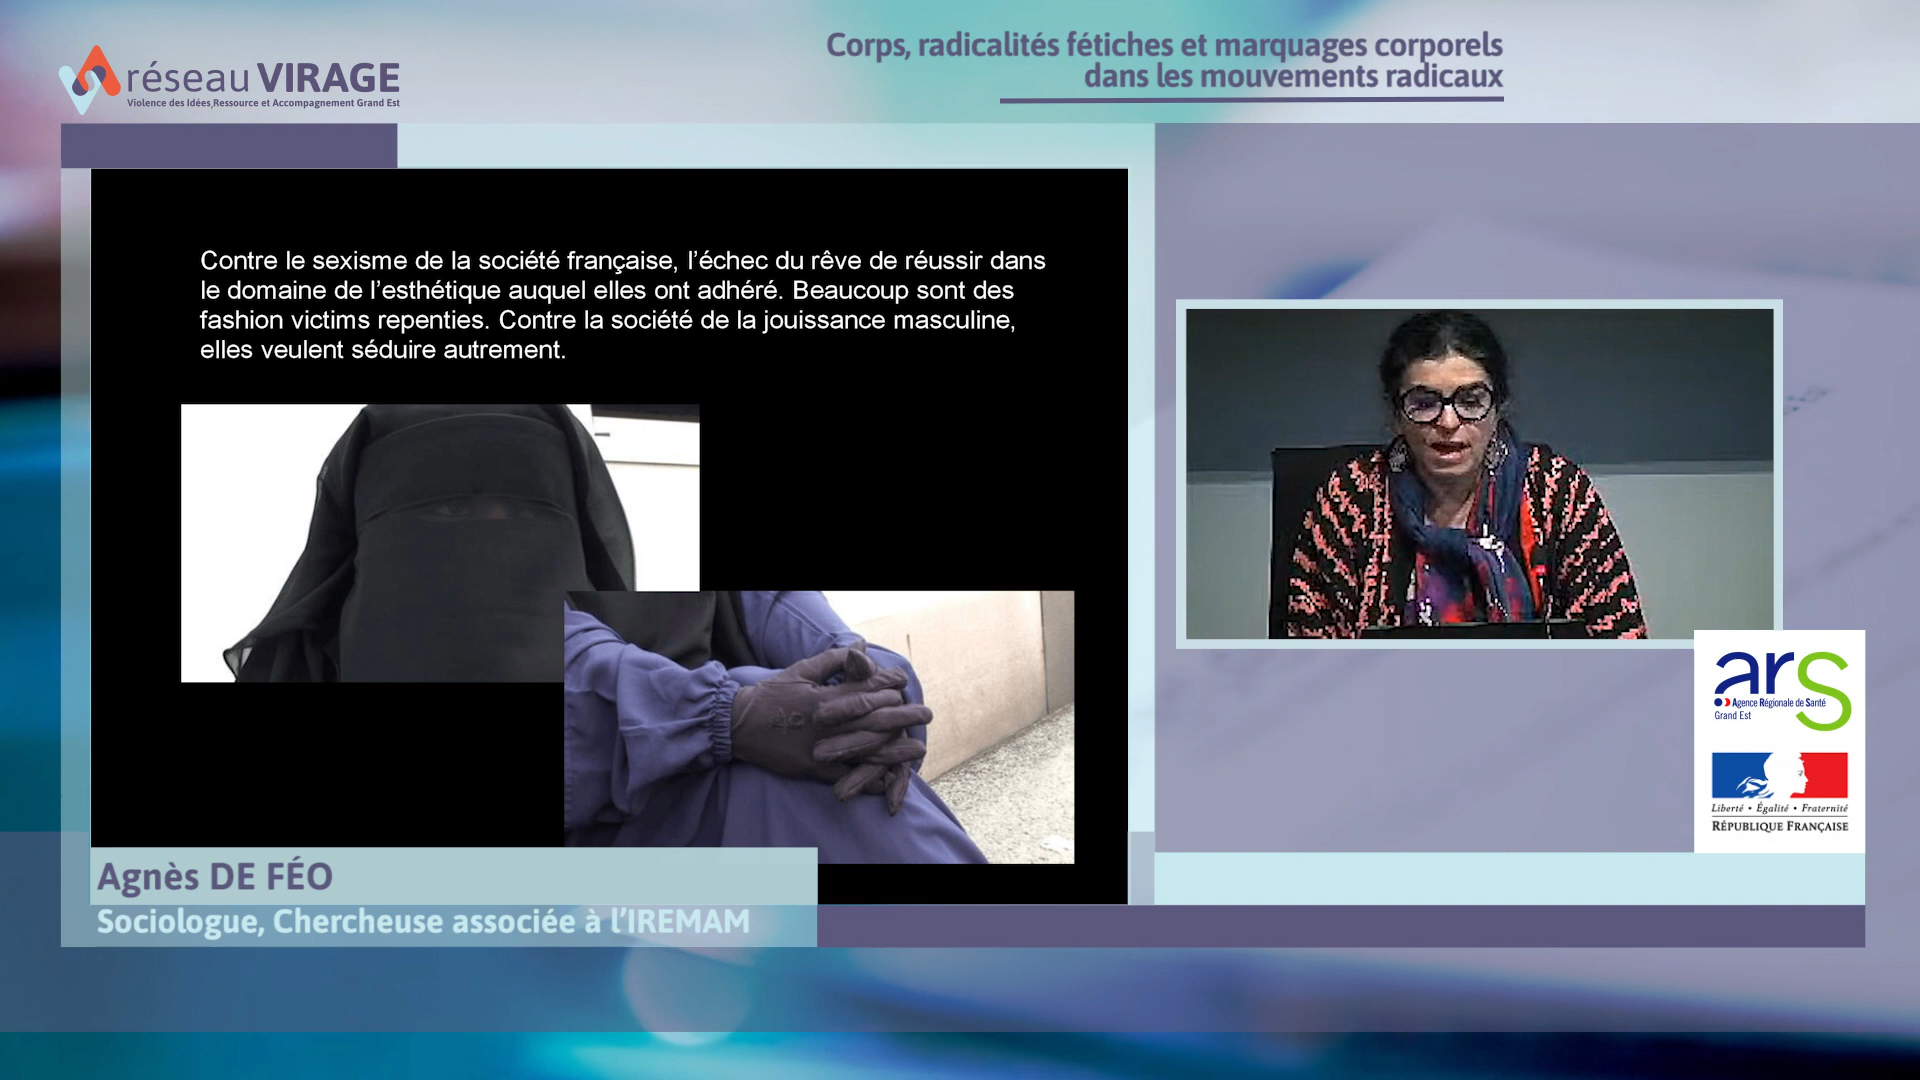 réseau VIRAGE
Violence des Idées,Ressource et Accompagnement Grand Est
Corps, radicalités fétiches et marquages corporels
dans les mouvements radicaux
Contre le sexisme de la société française, l’échec du rêve de réussir dans
le domaine de l’esthétique auquel elles ont adhéré. Beaucoup sont des
fashion victims repenties. Contre la société de la jouissance masculine,
elles veulent séduire autrement.
Agnès DE FÉO
Sociologue, Chercheuse associée à l’IREMAM
ars
Agence Régionale de Santé
Grand Est
Liberté • Égalité • Fraternité
RÉPUBLIQUE FRANÇAISE